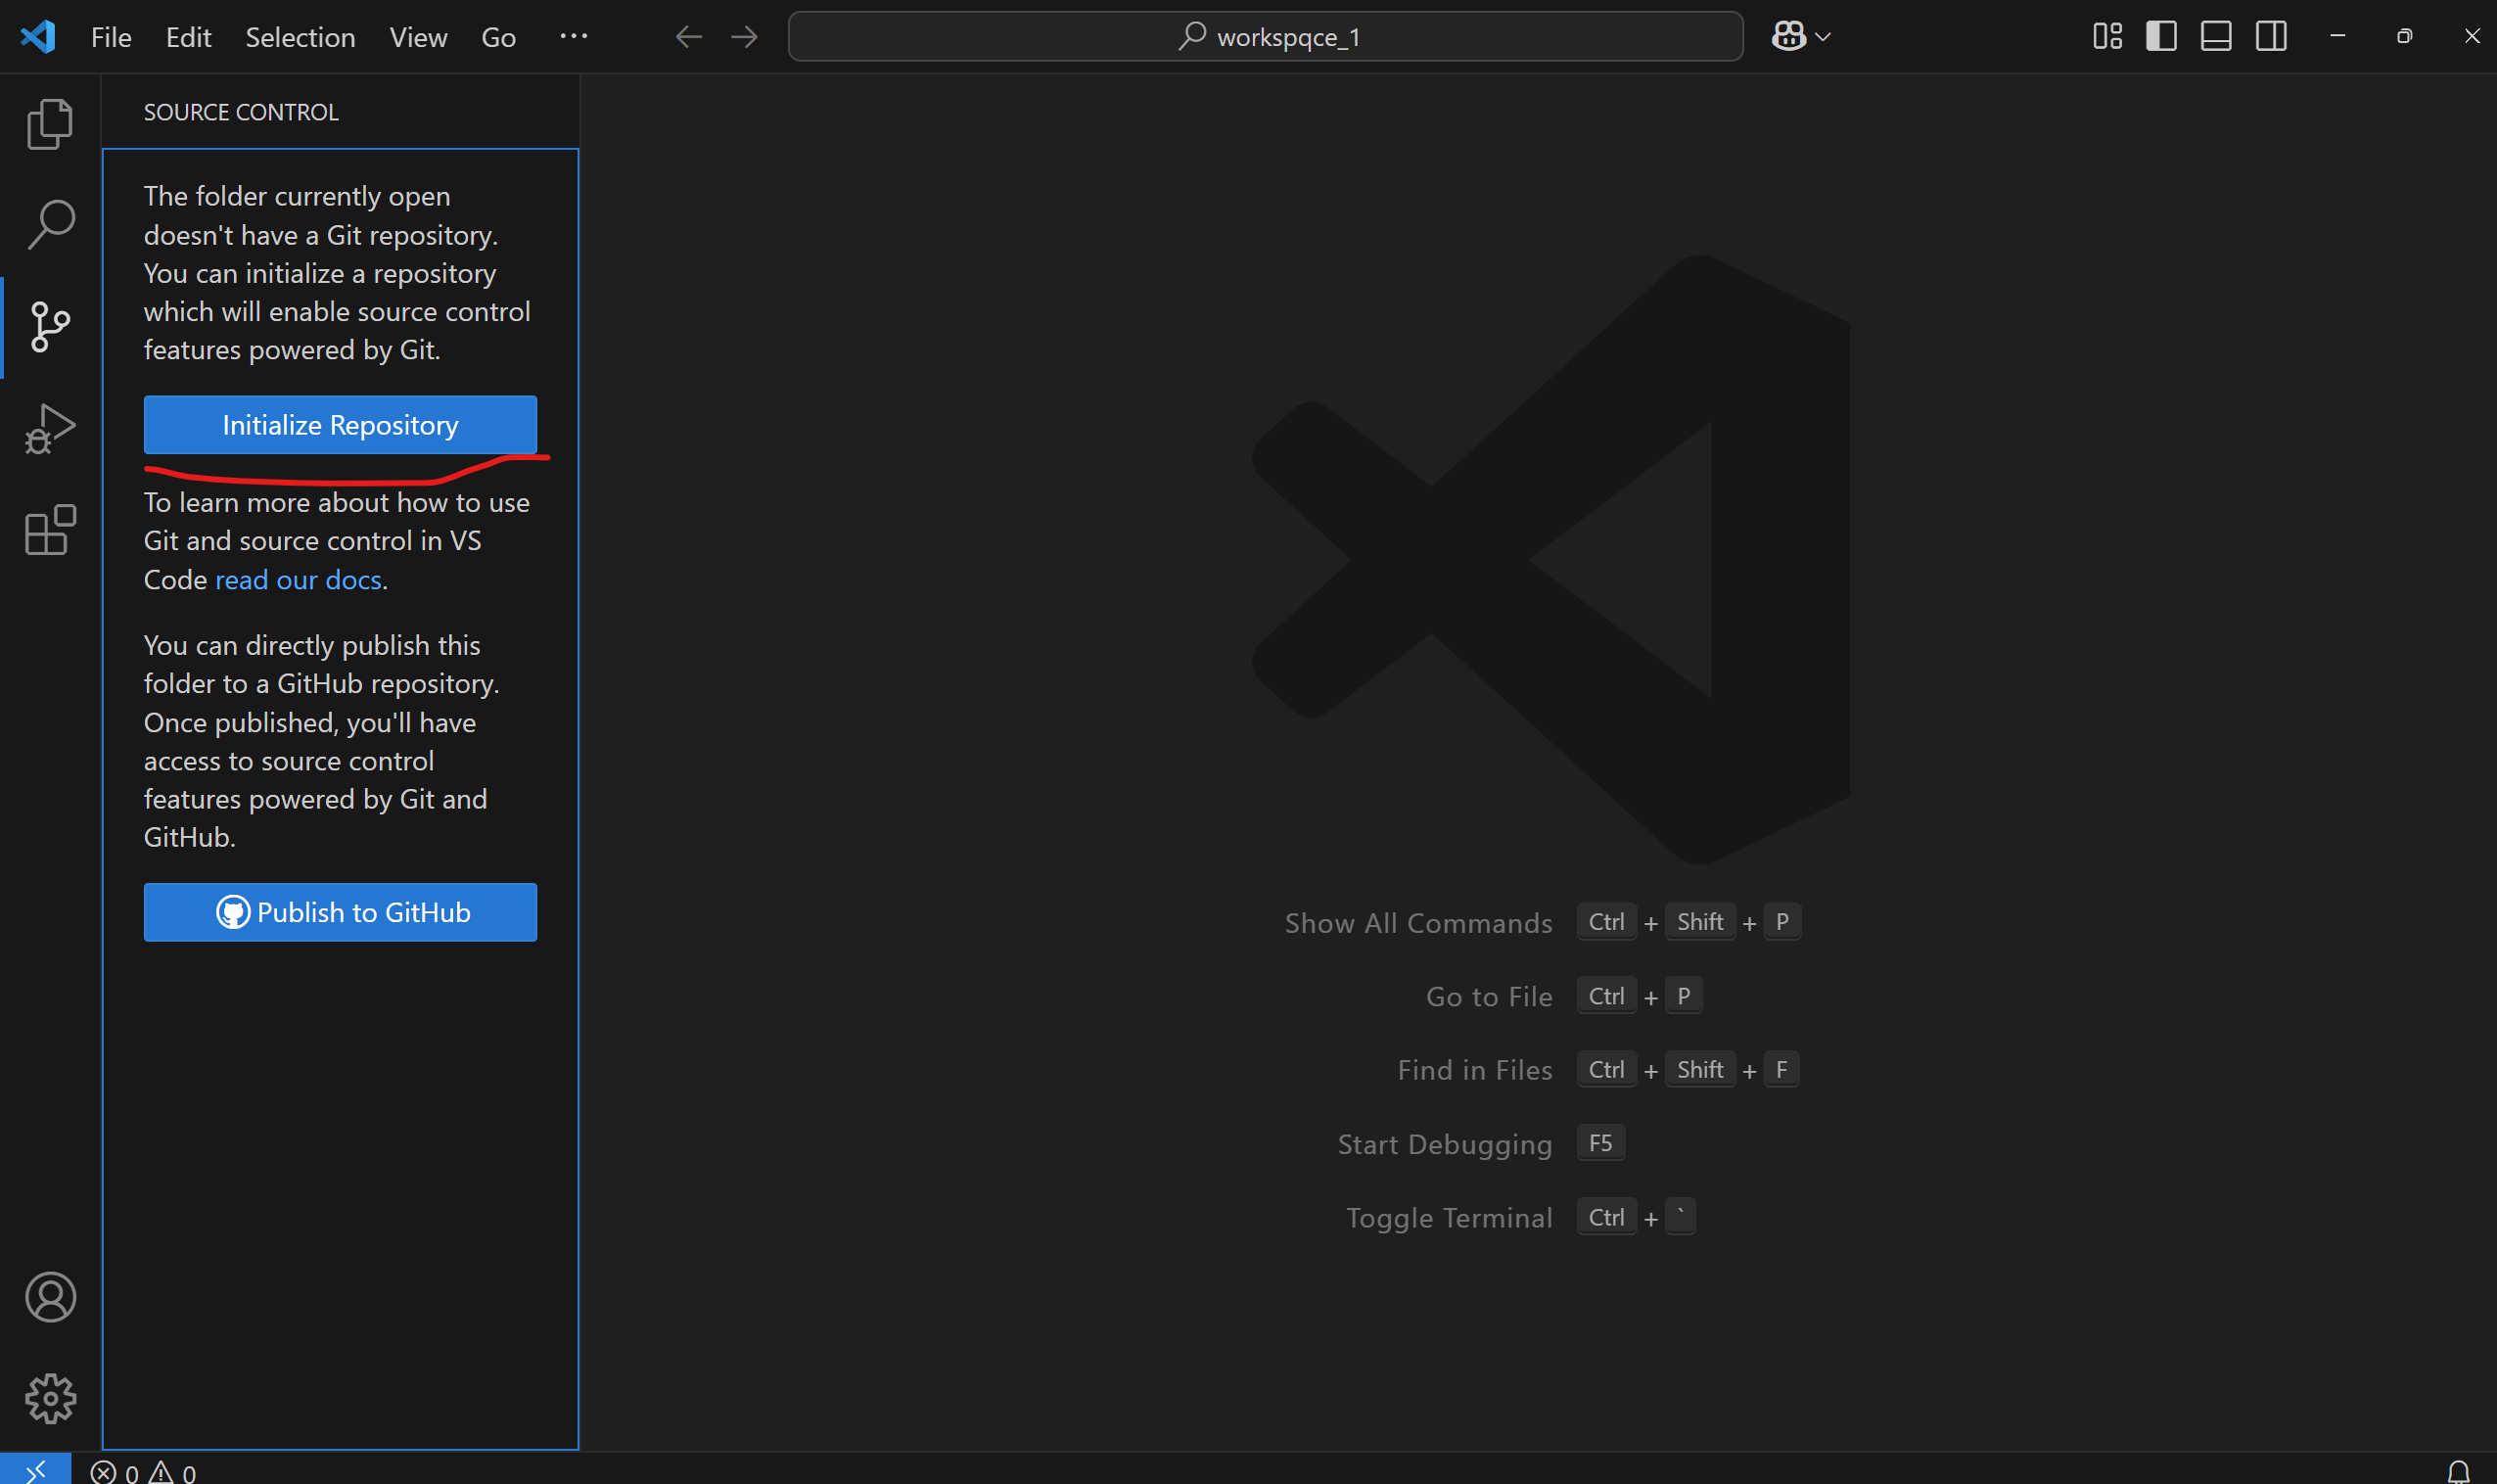 File Edit Selection View Go ···
workspqce_1
SOURCE CONTROL
The folder currently open
doesn't have a Git repository.
You can initialize a repository
which will enable source control
features powered by Git.
Initialize Repository
To learn more about how to use
Git and source control in VS
Code read our docs.
You can directly publish this
folder to a GitHub repository.
Once published, you'll have
access to source control
features powered by Git and
GitHub.
Publish to GitHub
Show All Commands Ctrl + Shift + P
Go to File Ctrl + P
Find in Files Ctrl + Shift + F
Start Debugging F5
Toggle Terminal Ctrl + `
0 0